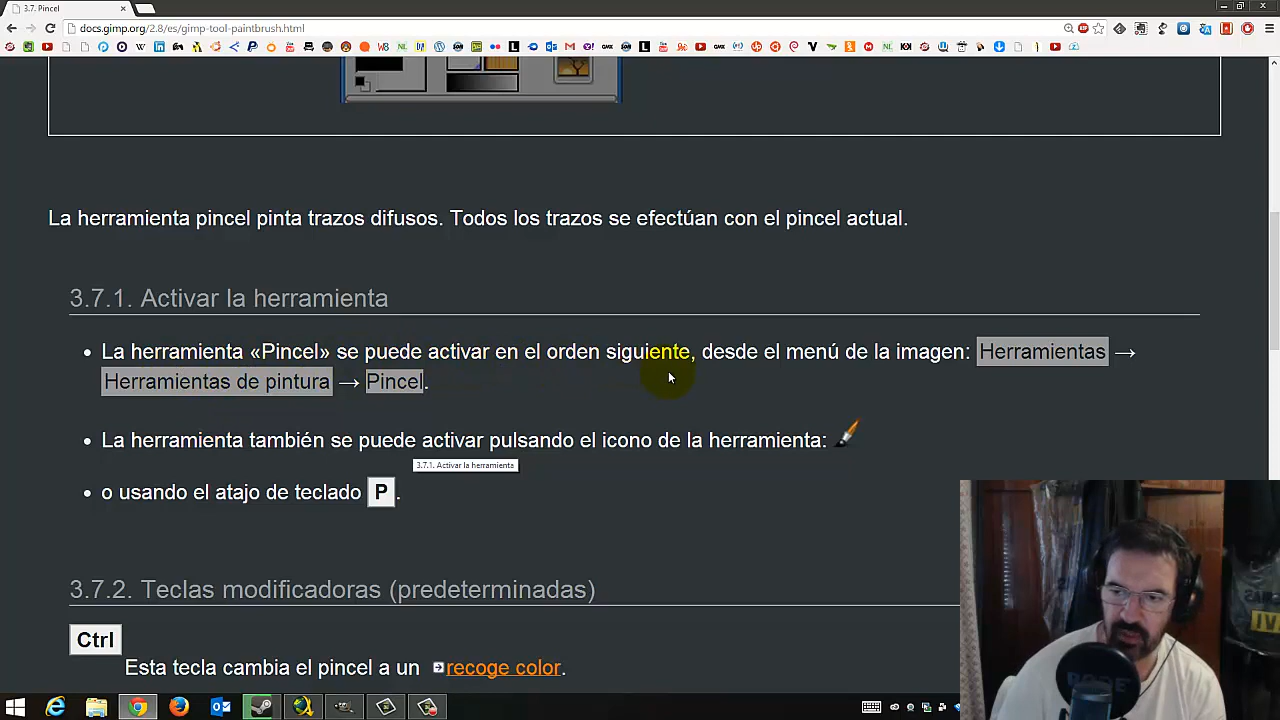 3.7. Pincel
docs.gimp.org/2.8/es/gimp-tool-paintbrush.html
La herramienta pincel pinta trazos difusos. Todos los trazos se efectúan con el pincel actual.
3.7.1. Activar la herramienta
• La herramienta «Pincel» se puede activar en el orden siguiente, desde el menú de la imagen: Herramientas →
Herramientas de pintura → Pincel.
• La herramienta también se puede activar pulsando el icono de la herramienta:
3.7.1. Activar la herramienta
• o usando el atajo de teclado P.
3.7.2. Teclas modificadoras (predeterminadas)
Ctrl
Esta tecla cambia el pincel a un recoge color.